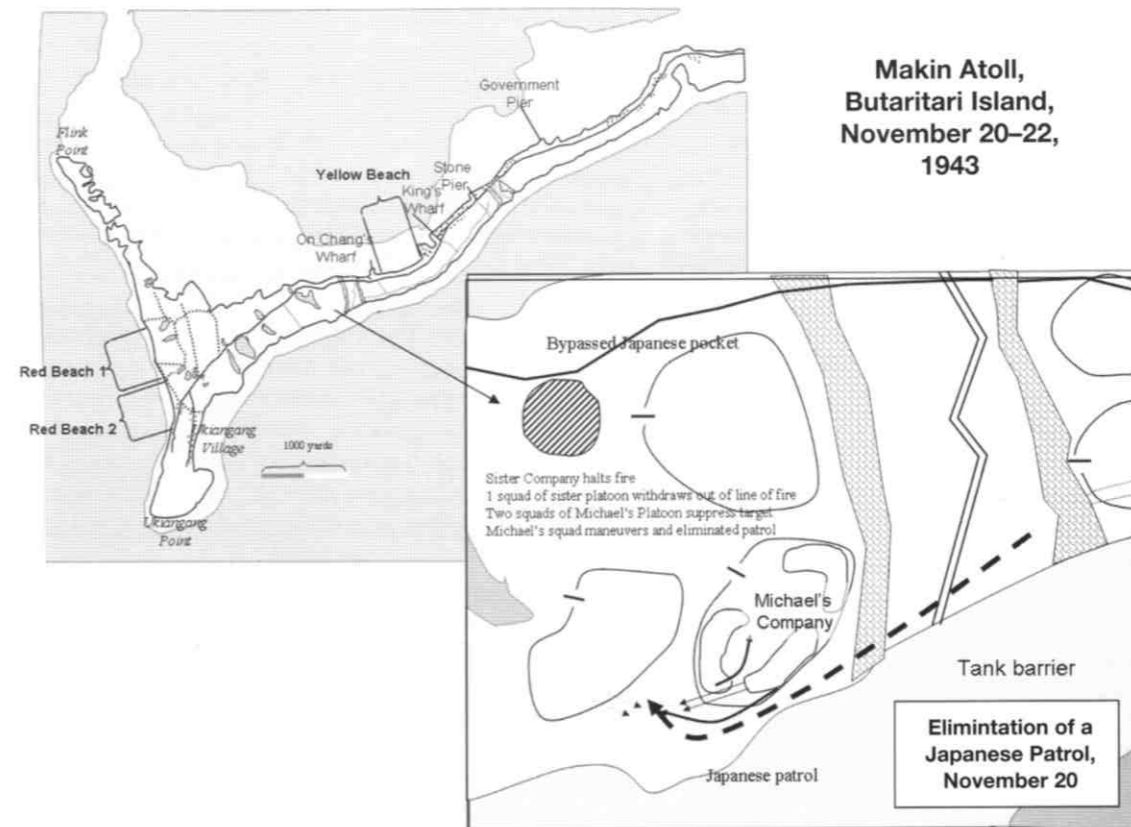 Makin Atoll,
Butaritari Island,
November 20–22,
1943
Government
Pier
Flink
Point
Yellow Beach
Stone
Pier
King's
Wharf
On Chang's
Wharf
Red Beach 1
Red Beach 2
Ukiangang
Village
1000 yards
Ukiangang
Point
Bypassed Japanese pocket
Sister Company halts fire
1 squad of sister platoon withdraws out of line of fire
Two squads of Michael's Platoon suppress target
Michael's squad maneuvers and eliminated patrol
Michael's
Company
Tank barrier
Japanese patrol
Elimintation of a
Japanese Patrol,
November 20